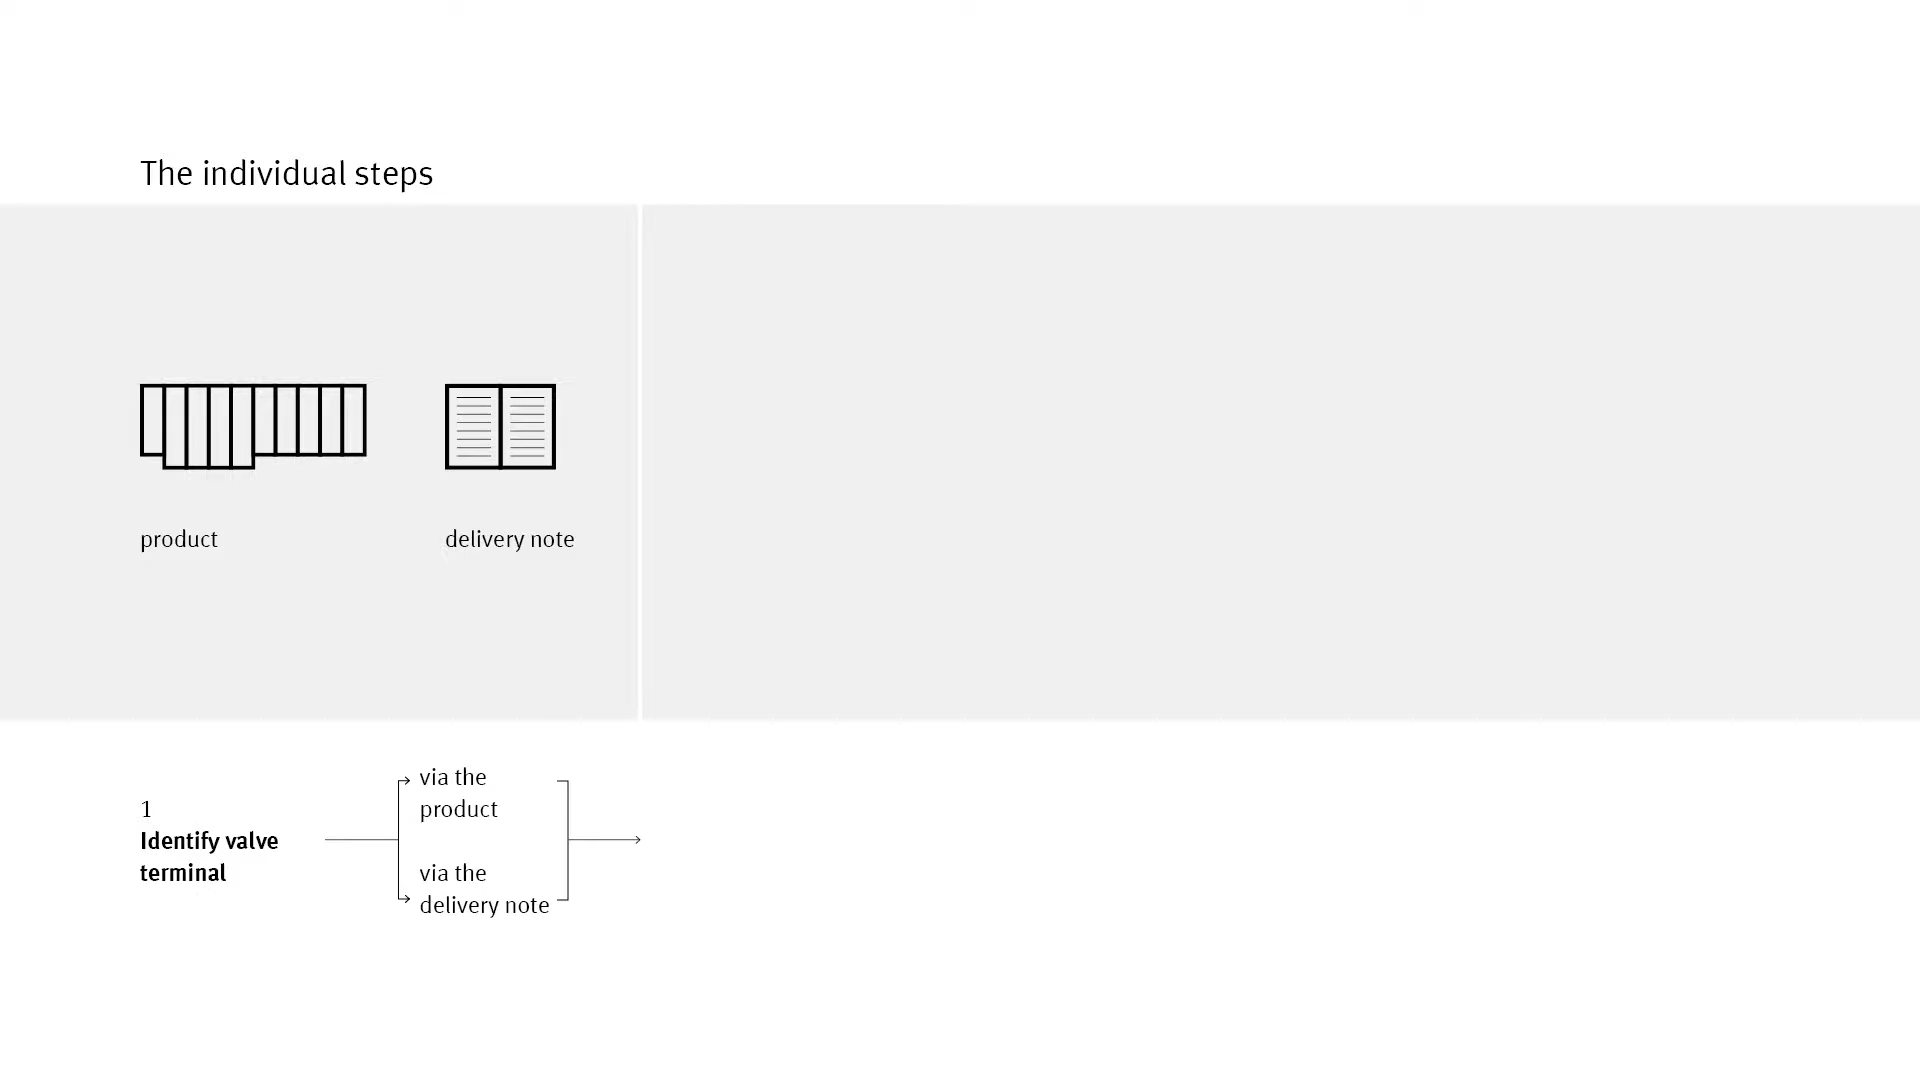 The individual steps
product
delivery note
1
Identify valve
terminal
via the
product
via the
delivery note